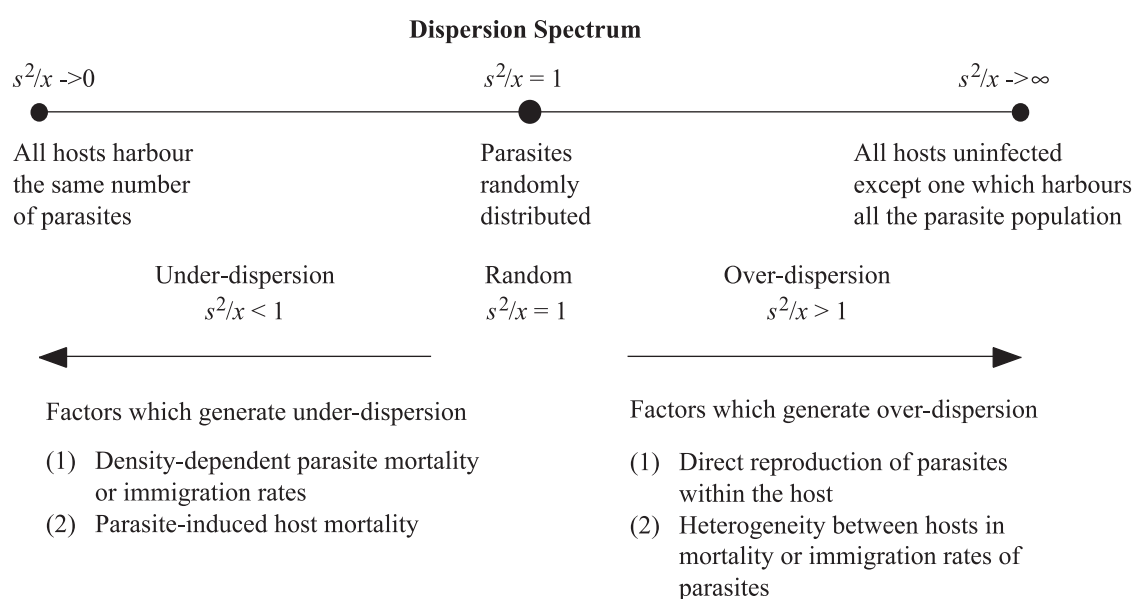 Dispersion Spectrum
s²/x ->0
s²/x = 1
s²/x ->∞
All hosts harbour
the same number
of parasites
Parasites
randomly
distributed
All hosts uninfected
except one which harbours
all the parasite population
Under-dispersion
s²/x < 1
Random
s²/x = 1
Over-dispersion
s²/x > 1
Factors which generate under-dispersion
(1) Density-dependent parasite mortality
or immigration rates
(2) Parasite-induced host mortality
Factors which generate over-dispersion
(1) Direct reproduction of parasites
within the host
(2) Heterogeneity between hosts in
mortality or immigration rates of
parasites